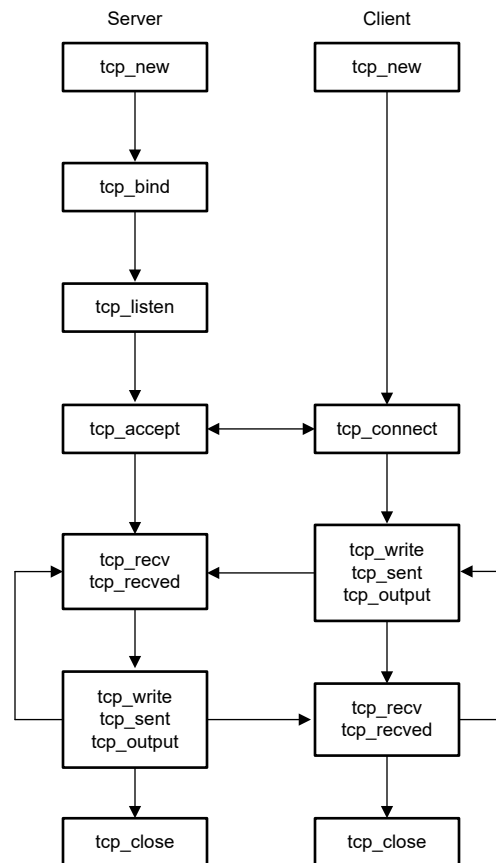 Server
Client
tcp_new
tcp_new
tcp_bind
tcp_listen
tcp_accept
tcp_connect
tcp_recv
tcp_recved
tcp_write
tcp_sent
tcp_output
tcp_write
tcp_sent
tcp_output
tcp_recv
tcp_recved
tcp_close
tcp_close